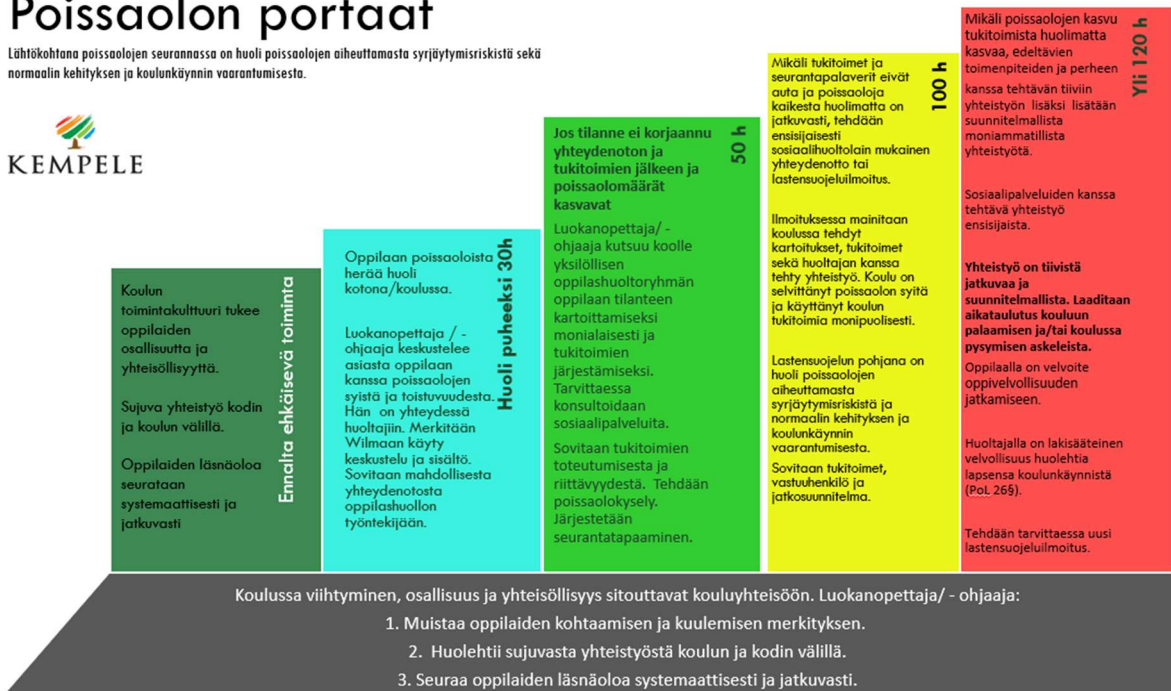 Poissaolon portaat
Lähtökohtana poissaolojen seurannassa on huoli poissaolojen aiheuttamasta syrjäytymisriskistä sekä
normaalin kehityksen ja koulunkäynnin vaarantumisesta.
KEMPELE
Koulun
toimintakulttuuri tukee
oppilaiden
osallisuutta ja
yhteisöllisyyttä.
Sujuva yhteistyö kodin
ja koulun välillä.
Oppilaiden läsnäoloa
seurataan
systemaattisesti ja
jatkuvasti
Ennalta ehkäisevä toiminta
Oppilaan poissaoloista
herää huoli
kotona/koulussa.
Luokanopettaja / -
ohjaaja keskustelee
asiasta oppilaan
kanssa poissaolojen
syistä ja toistuvuudesta.
Hän on yhteydessä
huoltajiin. Merkitään
Wilmaan käyty
keskustelu ja sisältö.
Sovitaan mahdollisesta
yhteydenotosta
oppilashuollon
työntekijään.
Huoli puheeksi 30h
Jos tilanne ei korjaannu
yhteydenoton ja
tukitoimien jälkeen ja
poissaolomäärät
kasvavat
Luokanopettaja/ -
ohjaaja kutsuu koolle
yksilöllisen
oppilashuoltoryhmän
oppilaan tilanteen
kartoittamiseksi
monialaisesti ja
tukitoimien
järjestämiseksi.
Tarvittaessa
konsultoidaan
sosiaalipalveluita.
Sovitaan tukitoimien
toteutumisesta ja
riittävyydestä. Tehdään
poissaolokysely.
Järjestetään
seurantatapaaminen.
50 h
Mikäli tukitoimet ja
seurantapalaverit eivät
auta ja poissaoloja
kaikesta huolimatta on
jatkuvasti, tehdään
ensisijaisesti
sosiaalihuoltolain mukainen
yhteydenotto tai
lastensuojeluilmoitus.
Ilmoituksessa mainitaan
koulussa tehdyt
kartoitukset, tukitoimet
sekä huoltajan kanssa
tehty yhteistyö. Koulu on
selvittänyt poissaolon syitä
ja käyttänyt koulun
tukitoimia monipuolisesti.
Lastensuojelun pohjana on
huoli poissaolojen
aiheuttamasta
syrjäytymisriskistä ja
normaalin kehityksen ja
koulunkäynnin
vaarantumisesta.
Sovitaan tukitoimet,
vastuuhenkilö ja
jatkosuunnitelma.
100 h
Mikäli poissaolojen kasvu
tukitoimista huolimatta
kasvaa, edeltävien
toimenpiteiden ja perheen
kanssa tehtävän tiiviin
yhteistyön lisäksi lisätään
suunnitelmallista
moniammatillista
yhteistyötä.
Sosiaalipalveluiden kanssa
tehtävä yhteistyö
ensisijaista.
Yhteistyö on tiivistä
jatkuvaa ja
suunnitelmallista. Laaditaan
aikataulutus kouluun
palaamisen ja/tai koulussa
pysymisen askeleista.
Oppilaalla on velvoite
oppivelvollisuuden
jatkamiseen.
Huoltajalla on lakisääteinen
velvollisuus huolehtia
lapsensa koulunkäynnistä
(PoL 26§).
Tehdään tarvittaessa uusi
lastensuojeluilmoitus.
Yli 120 h
Koulussa viihtyminen, osallisuus ja yhteisöllisyys sitouttavat kouluyhteisöön. Luokanopettaja/ - ohjaaja:
1. Muistaa oppilaiden kohtaamisen ja kuulemisen merkityksen.
2. Huolehtii sujuvasta yhteistyöstä koulun ja kodin välillä.
3. Seuraa oppilaiden läsnäoloa systemaattisesti ja jatkuvasti.